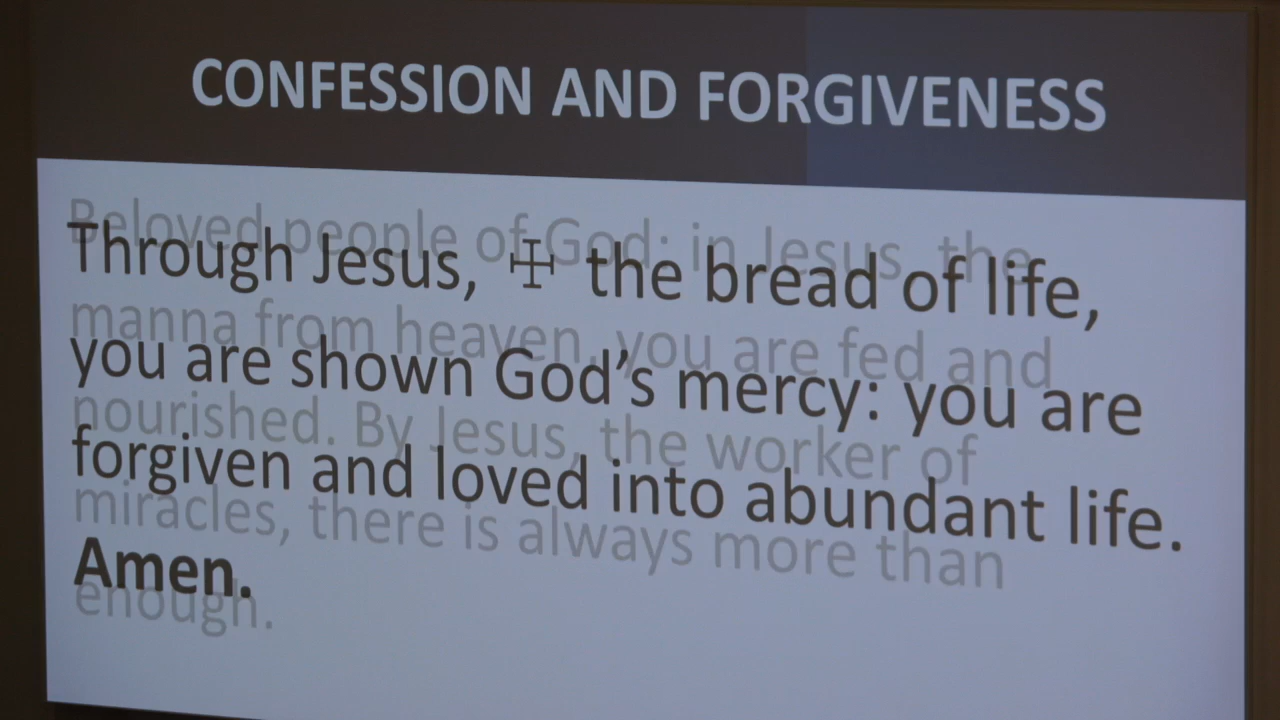 CONFESSION AND FORGIVENESS
Beloved people of God: in Jesus, the
manna from heaven, you are fed and
nourished. By Jesus, the worker of
miracles, there is always more than
enough.
Through Jesus, ☩ the bread of life,
you are shown God’s mercy: you are
forgiven and loved into abundant life.
Amen.